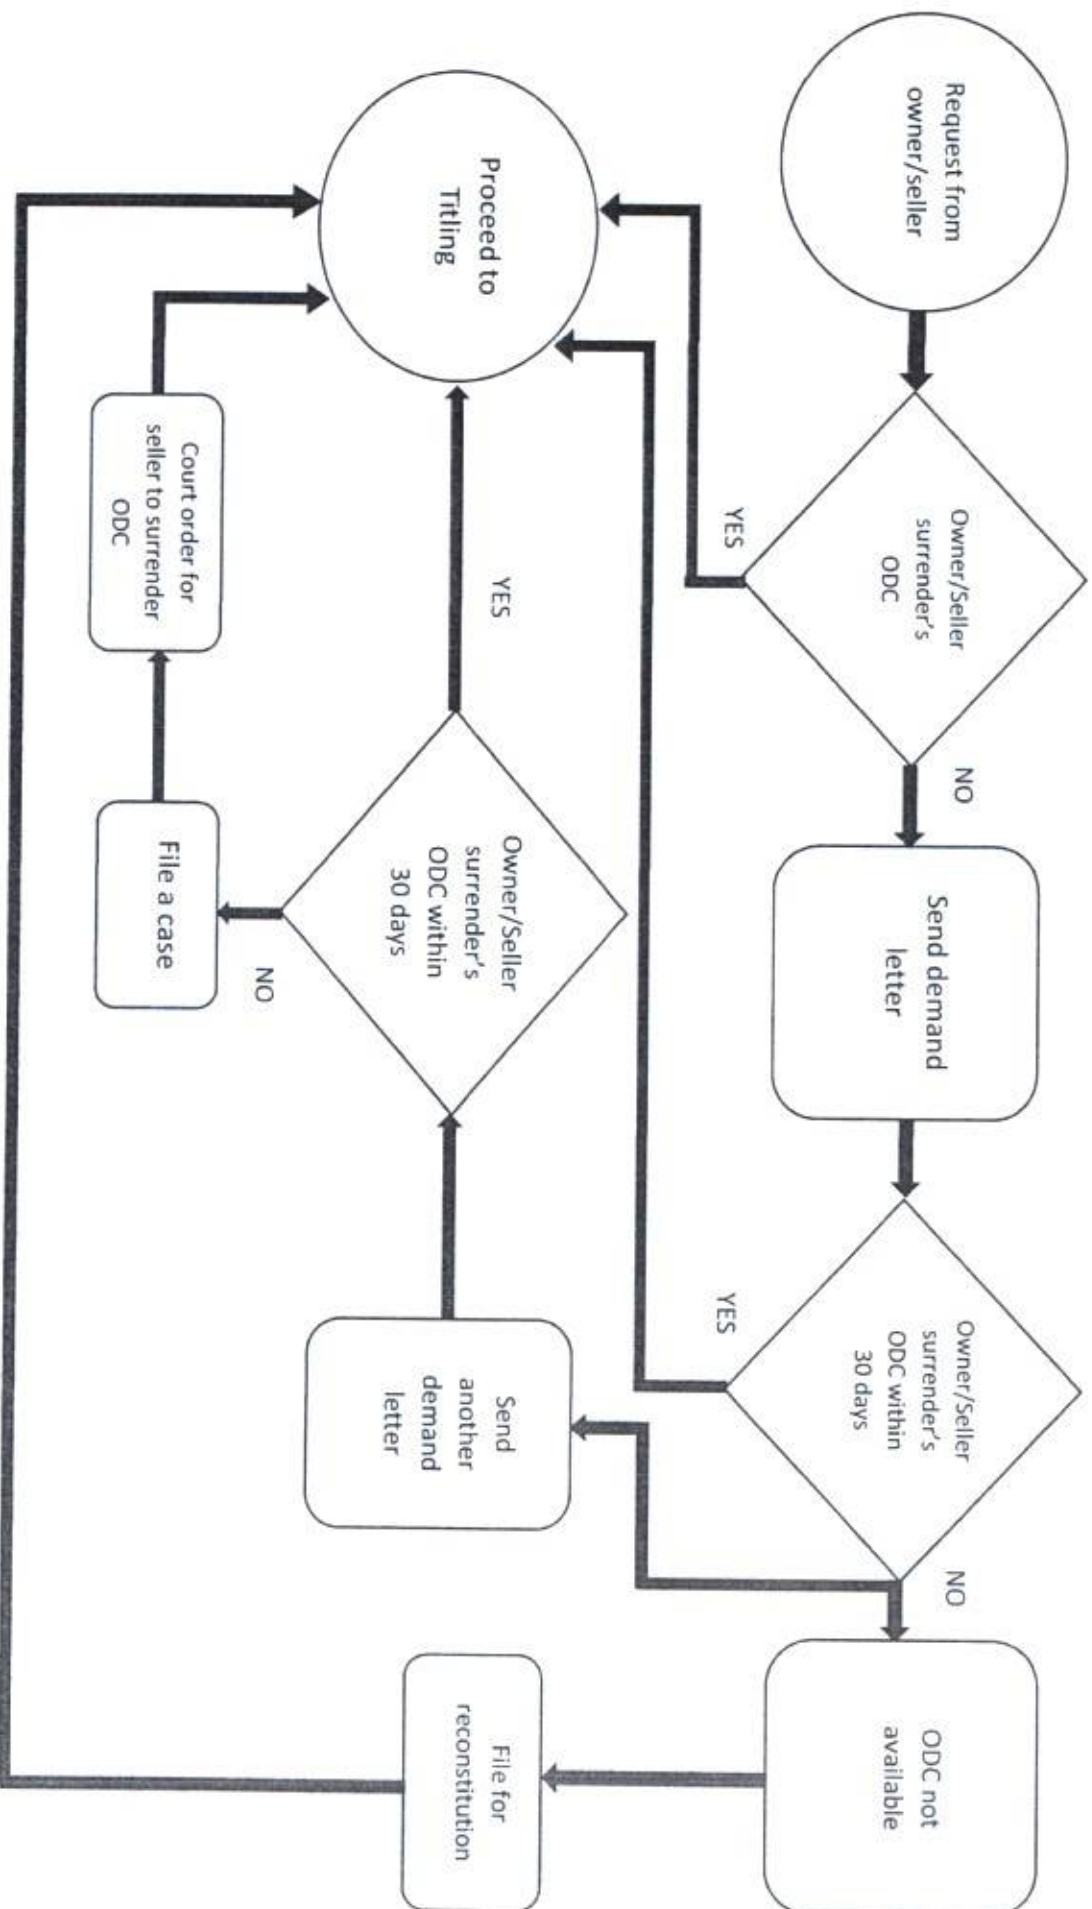 Request from
owner/seller
Owner/Seller
surrender's
ODC
YES
NO
Send demand
letter
Owner/Seller
surrender's
ODC within
30 days
YES
NO
ODC not
available
Proceed to
Titling
YES
Owner/Seller
surrender's
ODC within
30 days
NO
Send
another
demand
letter
File for
reconstitution
Court order for
seller to surrender
ODC
File a case